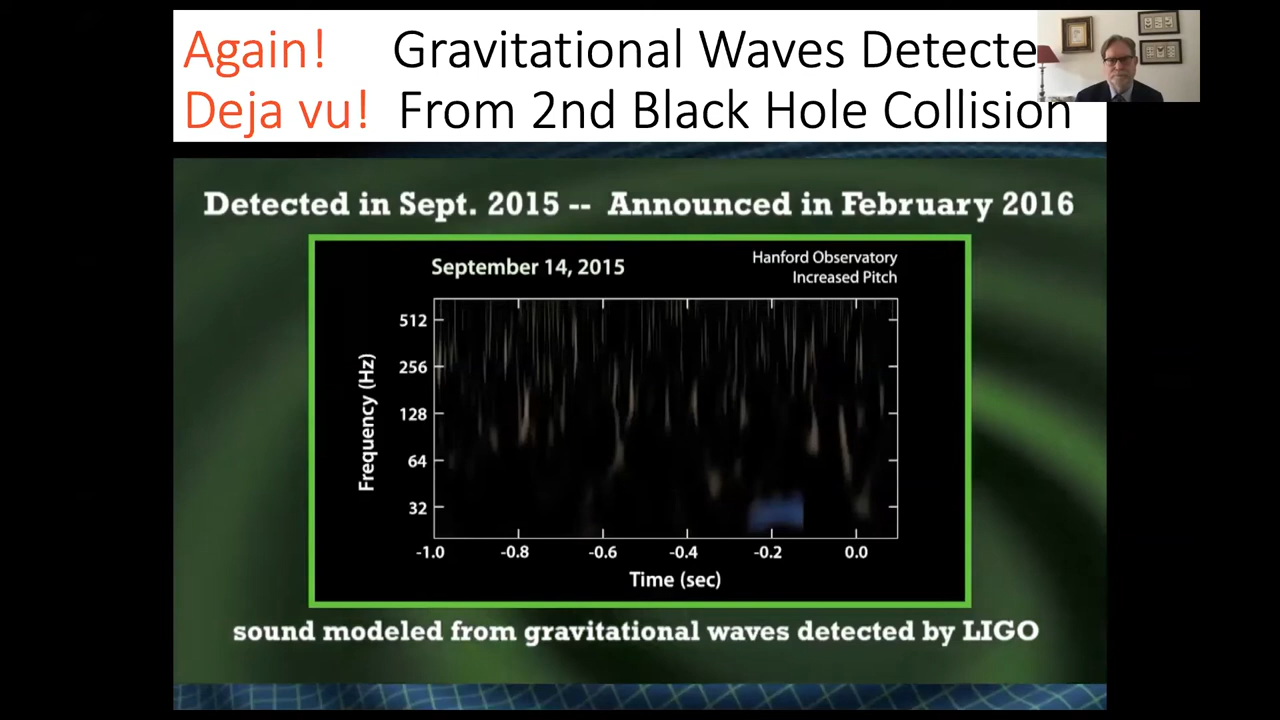 Again! Gravitational Waves Detecte
Deja vu! From 2nd Black Hole Collision
Detected in Sept. 2015 -- Announced in February 2016
September 14, 2015
Hanford Observatory
Increased Pitch
Frequency (Hz)
512
256
128
64
32
-1.0 -0.8 -0.6 -0.4 -0.2 0.0
Time (sec)
sound modeled from gravitational waves detected by LIGO